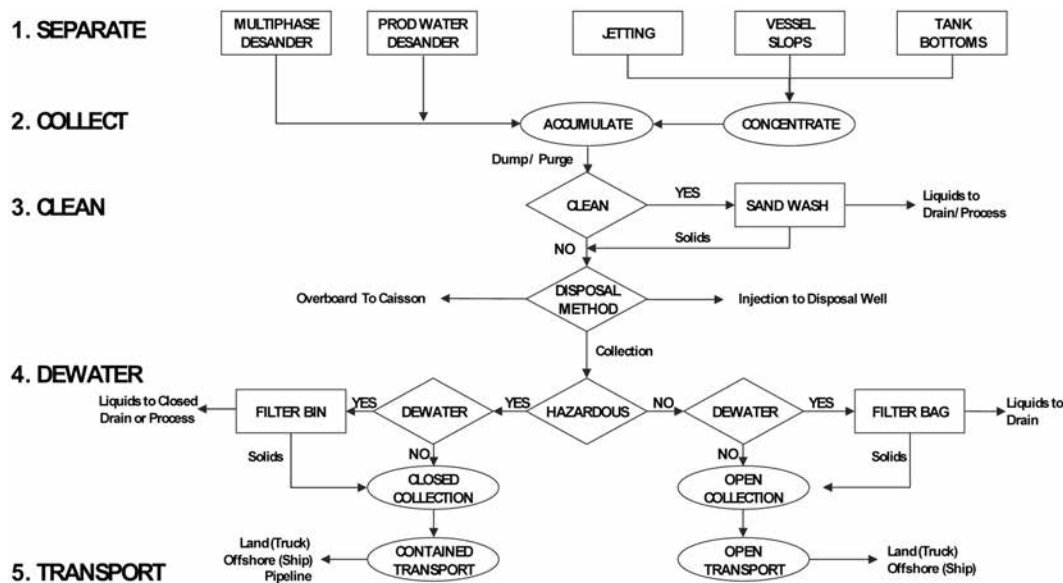 1. SEPARATE
MULTIPHASE
DESANDER
PROD WATER
DESANDER
JETTING
VESSEL
SLOPS
TANK
BOTTOMS
2. COLLECT
ACCUMULATE
CONCENTRATE
Dump/ Purge
3. CLEAN
CLEAN
YES
SAND WASH
Liquids to
Drain/ Process
NO
Solids
Overboard To Caisson
DISPOSAL
METHOD
Injection to Disposal Well
Collection
4. DEWATER
Liquids to Closed
Drain or Process
FILTER BIN
YES
DEWATER
YES
HAZARDOUS
NO
DEWATER
YES
FILTER BAG
Liquids to
Drain
Solids
NO
NO
Solids
CLOSED
COLLECTION
OPEN
COLLECTION
5. TRANSPORT
Land (Truck)
Offshore (Ship)
Pipeline
CONTAINED
TRANSPORT
OPEN
TRANSPORT
Land (Truck)
Offshore (Ship)